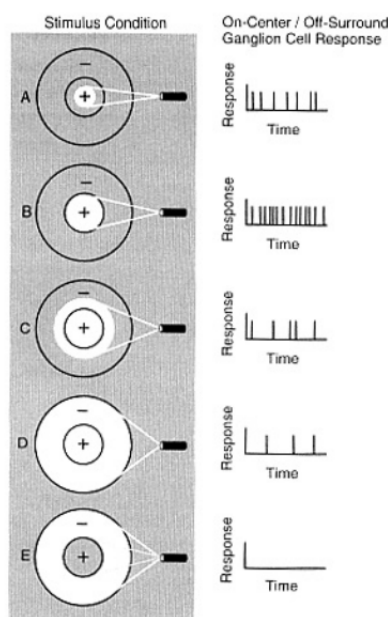 Stimulus Condition
On-Center / Off-Surround
Ganglion Cell Response
A
−
+
Response
Time
B
−
+
Response
Time
C
−
+
Response
Time
D
−
+
Response
Time
E
−
+
Response
Time